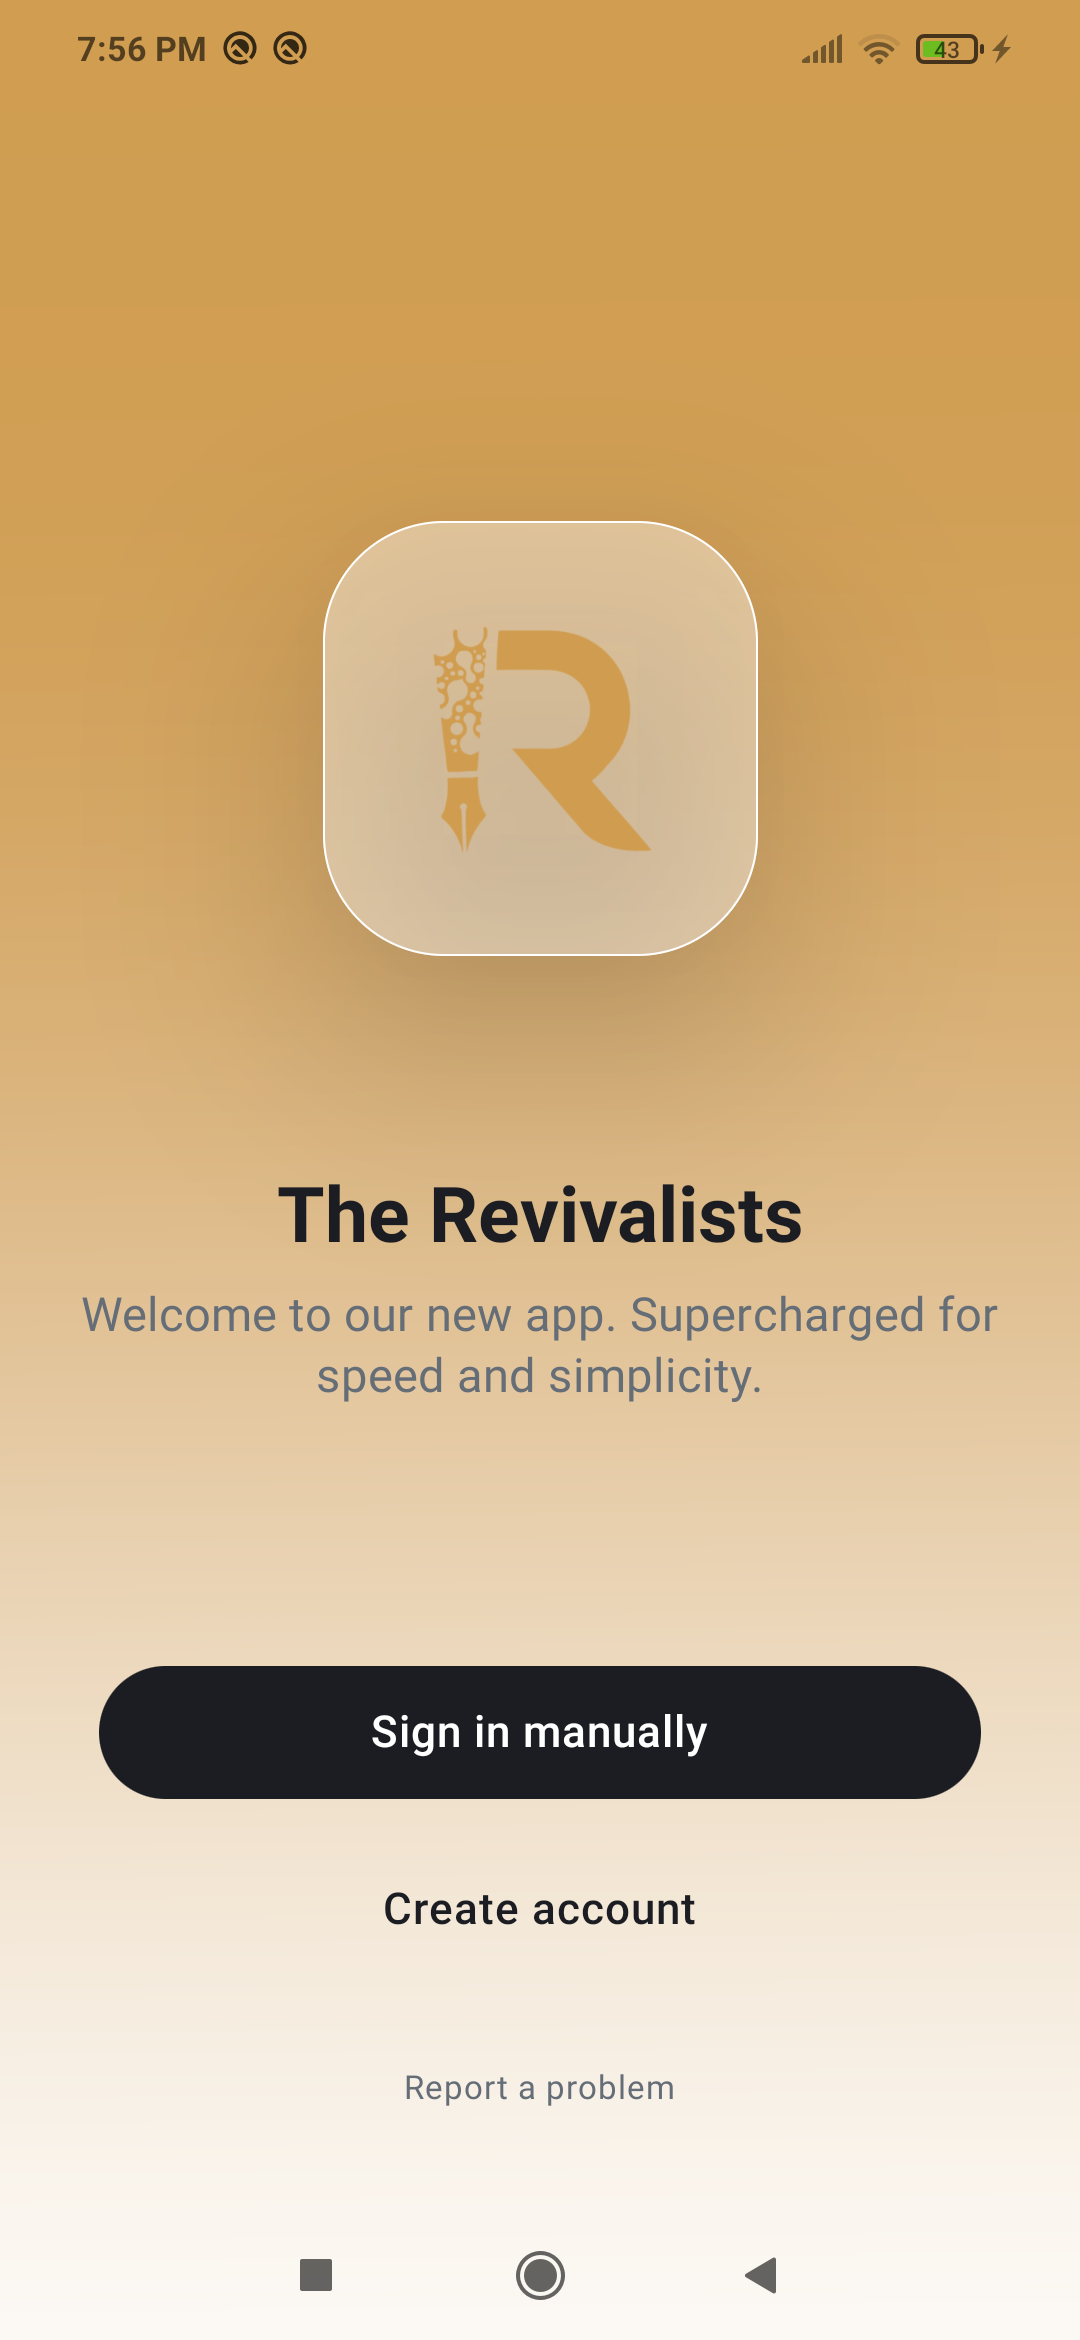 7:56 PM
43
R
The Revivalists
Welcome to our new app. Supercharged for
speed and simplicity.
Sign in manually
Create account
Report a problem